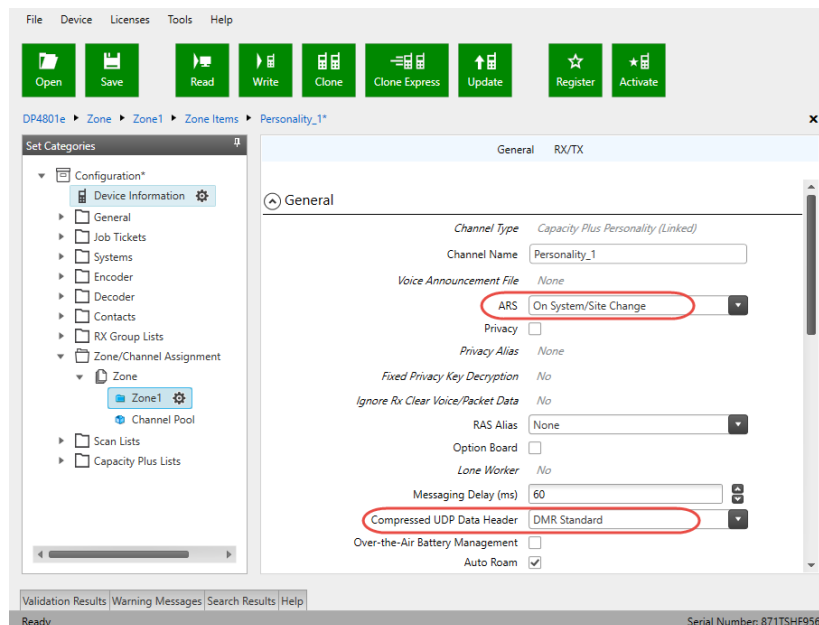 File Device Licenses Tools Help
Open Save Read Write Clone Clone Express Update Register Activate
DP4801e Zone Zone1 Zone Items Personality_1*
Set Categories
General RX/TX
Configuration*
Device Information
General
Job Tickets
Systems
Encoder
Decoder
Contacts
RX Group Lists
Zone/Channel Assignment
Zone
Zone1
Channel Pool
Scan Lists
Capacity Plus Lists
General
Channel Type Capacity Plus Personality (Linked)
Channel Name Personality_1
Voice Announcement File None
ARS On System/Site Change
Privacy
Privacy Alias None
Fixed Privacy Key Decryption No
Ignore Rx Clear Voice/Packet Data No
RAS Alias None
Option Board
Lone Worker No
Messaging Delay (ms) 60
Compressed UDP Data Header DMR Standard
Over-the-Air Battery Management
Auto Roam
Validation Results Warning Messages Search Results Help
Ready Serial Number: 871TSHF956